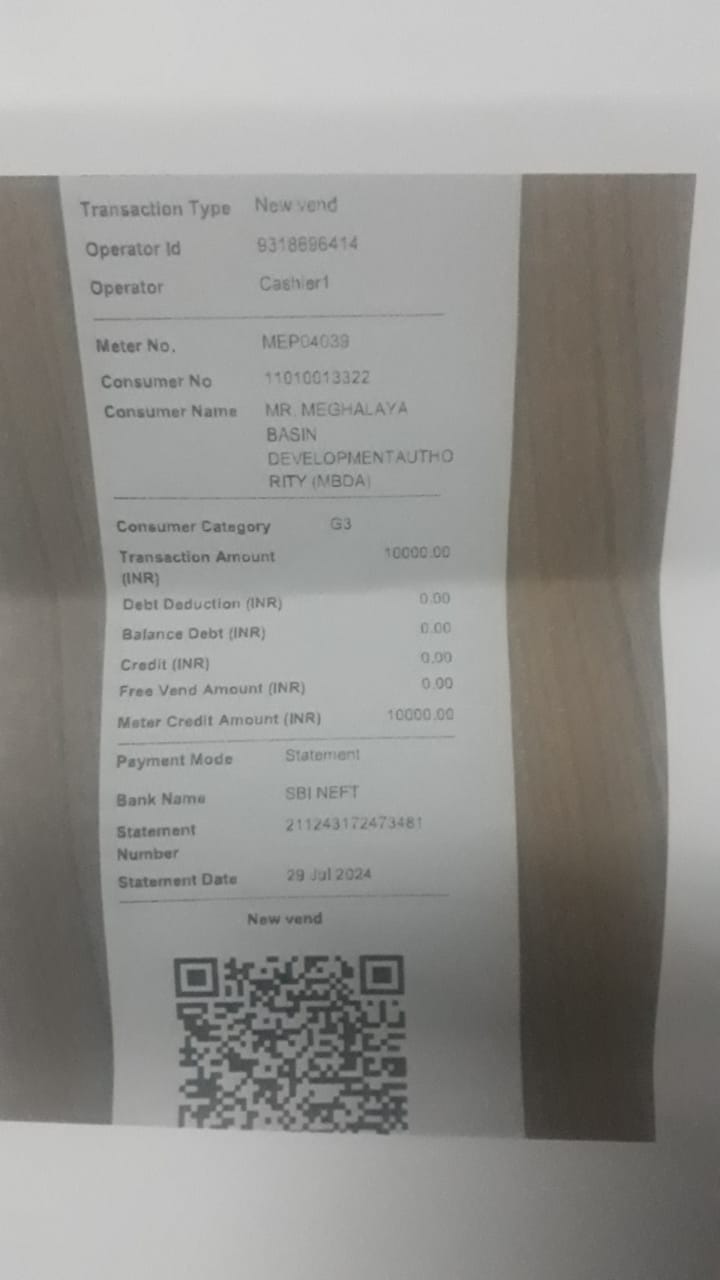 Transaction Type New vend
Operator Id 9318696414
Operator Cashier1
Meter No. MEP04039
Consumer No 11010013322
Consumer Name MR. MEGHALAYA
BASIN
DEVELOPMENTAUTHO
RITY (MBDA)
Consumer Category G3
Transaction Amount 10000.00
(INR)
Debt Deduction (INR) 0.00
Balance Debt (INR) 0.00
Credit (INR) 0.00
Free Vend Amount (INR) 0.00
Meter Credit Amount (INR) 10000.00
Payment Mode Statement
Bank Name SBI NEFT
Statement 211243172473481
Number
Statement Date 29 Jul 2024
New vend